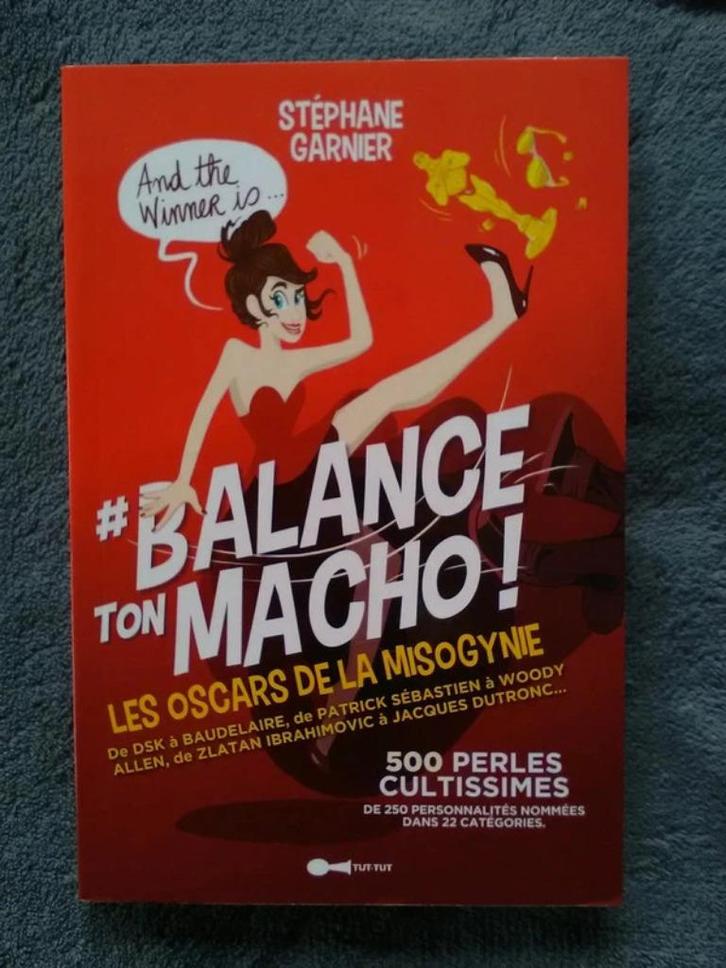 STÉPHANE
GARNIER
And the
Winner is...
#BALANCE
TON MACHO!
LES OSCARS DE LA MISOGYNIE
De DSK à BAUDELAIRE, de PATRICK SÉBASTIEN à WOODY
ALLEN, de ZLATAN IBRAHIMOVIC à JACQUES DUTRONC...
500 PERLES
CULTISSIMES
DE 250 PERSONNALITÉS NOMMÉES
DANS 22 CATÉGORIES.
TUT-TUT